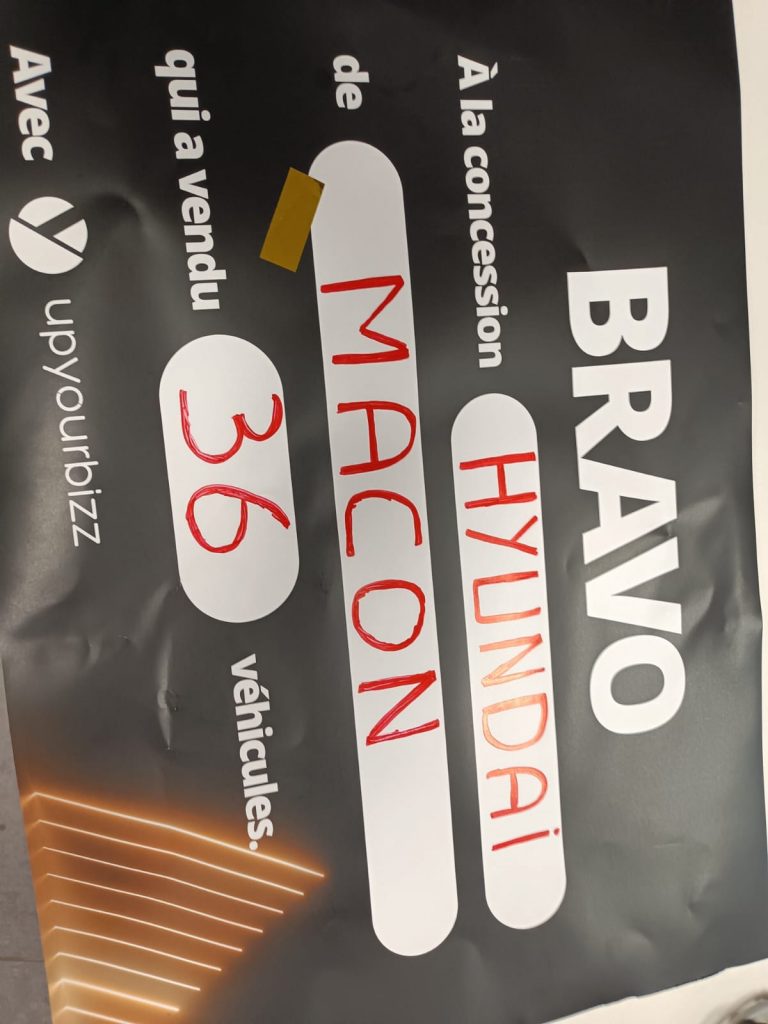 BRAVO
À la concession HYUNDAi
de MACON
qui a vendu 36 véhicules.
Avec upyourbizz